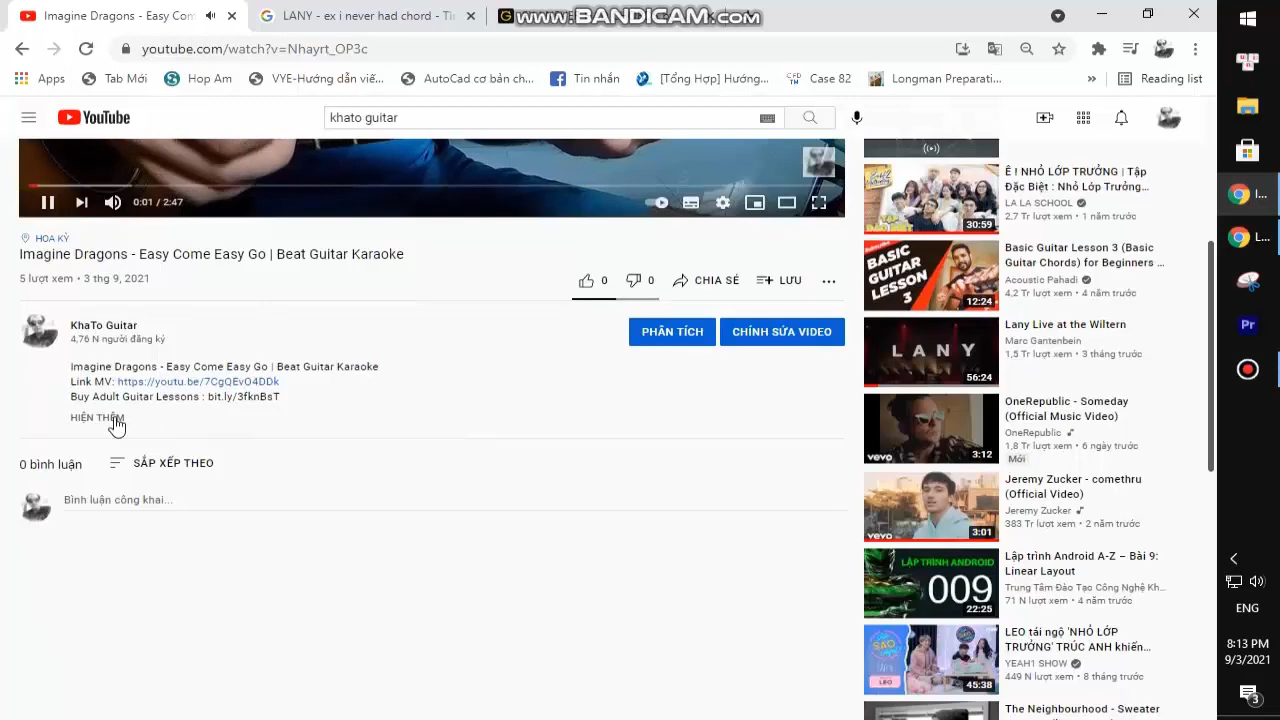 Imagine Dragons - Easy Com
LANY - ex i never had chord - Tì
www.BANDICAM.com
youtube.com/watch?v=Nhayrt_OP3c
Apps
Tab Mới
Hop Am
VYE-Hướng dẫn viế...
AutoCad cơ bản ch...
Tin nhắn
[Tổng Hợp] Hướng...
Case 82
Longman Preparati...
»
Reading list
YouTube
khato guitar
0:01 / 2:47
HOA KỲ
Imagine Dragons - Easy Come Easy Go | Beat Guitar Karaoke
5 lượt xem • 3 thg 9, 2021
0
0
CHIA SẺ
LƯU
KhaTo Guitar
4,76 N người đăng ký
PHÂN TÍCH
CHỈNH SỬA VIDEO
Imagine Dragons - Easy Come Easy Go | Beat Guitar Karaoke
Link MV: https://youtu.be/7CgQEvO4DDk
Buy Adult Guitar Lessons : bit.ly/3fknBsT
HIỆN THÊM
0 bình luận
SẮP XẾP THEO
Bình luận công khai...
30:59
Ê ! NHỎ LỚP TRƯỞNG | Tập
Đặc Biệt : Nhỏ Lớp Trưởng...
LA LA SCHOOL
2,7 Tr lượt xem • 1 năm trước
BASIC
GUITAR
LESSON
3
12:24
Basic Guitar Lesson 3 (Basic
Guitar Chords) for Beginners ...
Acoustic Pahadi
4,2 Tr lượt xem • 4 năm trước
LANY
56:24
Lany Live at the Wiltern
Marc Gantenbein
1,5 Tr lượt xem • 3 tháng trước
vevo
3:12
OneRepublic - Someday
(Official Music Video)
OneRepublic
1,8 Tr lượt xem • 6 ngày trước
Mới
vevo
3:01
Jeremy Zucker - comethru
(Official Video)
Jeremy Zucker
383 Tr lượt xem • 2 năm trước
LẬP TRÌNH ANDROID
009
22:25
Lập trình Android A-Z – Bài 9:
Linear Layout
Trung Tâm Đào Tạo Công Nghệ Kh...
71 N lượt xem • 4 năm trước
SAO
LEO
45:38
LEO tái ngộ 'NHỎ LỚP
TRƯỞNG' TRÚC ANH khiến...
YEAH1 SHOW
449 N lượt xem • 8 tháng trước
The Neighbourhood - Sweater
I...
L...
Pr
ENG
8:13 PM
9/3/2021
3